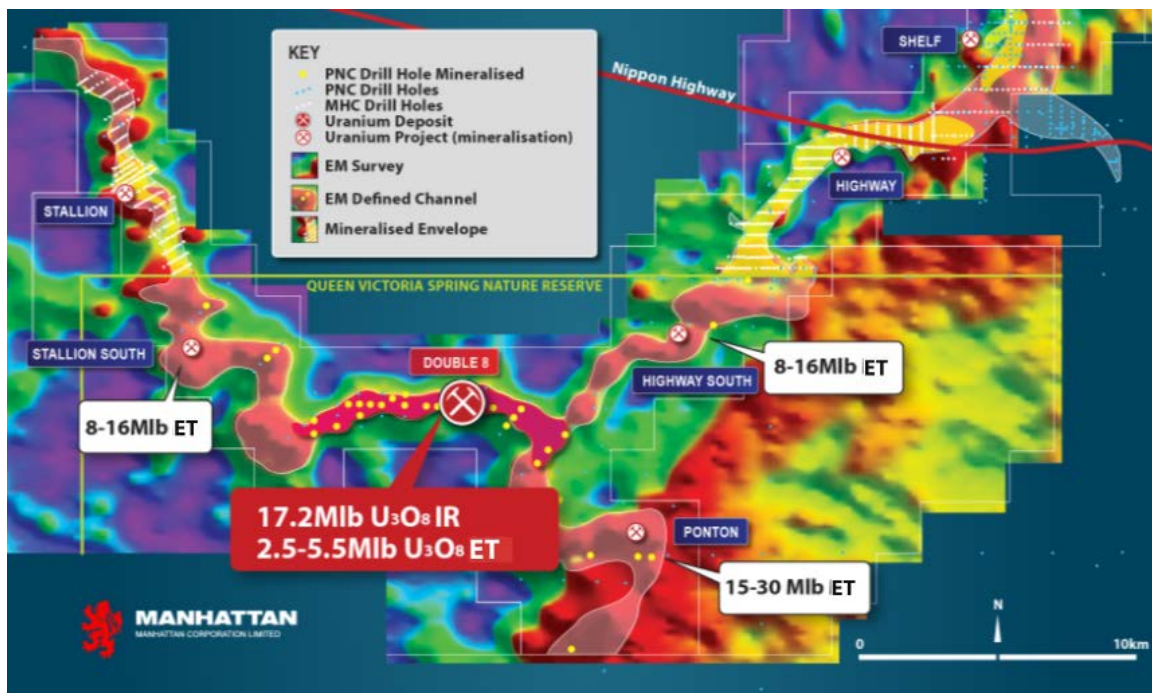 KEY
PNC Drill Hole Mineralised
PNC Drill Holes
MHC Drill Holes
Uranium Deposit
Uranium Project (mineralisation)
EM Survey
EM Defined Channel
Mineralised Envelope
SHELF
Nippon Highway
HIGHWAY
STALLION
QUEEN VICTORIA SPRING NATURE RESERVE
STALLION SOUTH
DOUBLE 8
HIGHWAY SOUTH
8-16Mlb ET
8-16Mlb ET
17.2Mlb U₃O₈ IR
2.5-5.5Mlb U₃O₈ ET
PONTON
15-30 Mlb ET
MANHATTAN
MANHATTAN CORPORATION LIMITED
N
0 10km